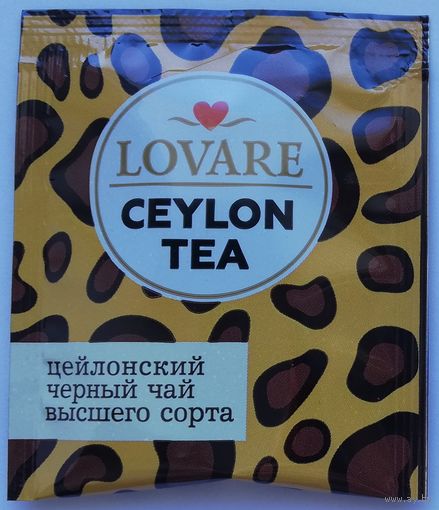 LOVARE
CEYLON
TEA
цейлонский
черный чай
высшего сорта